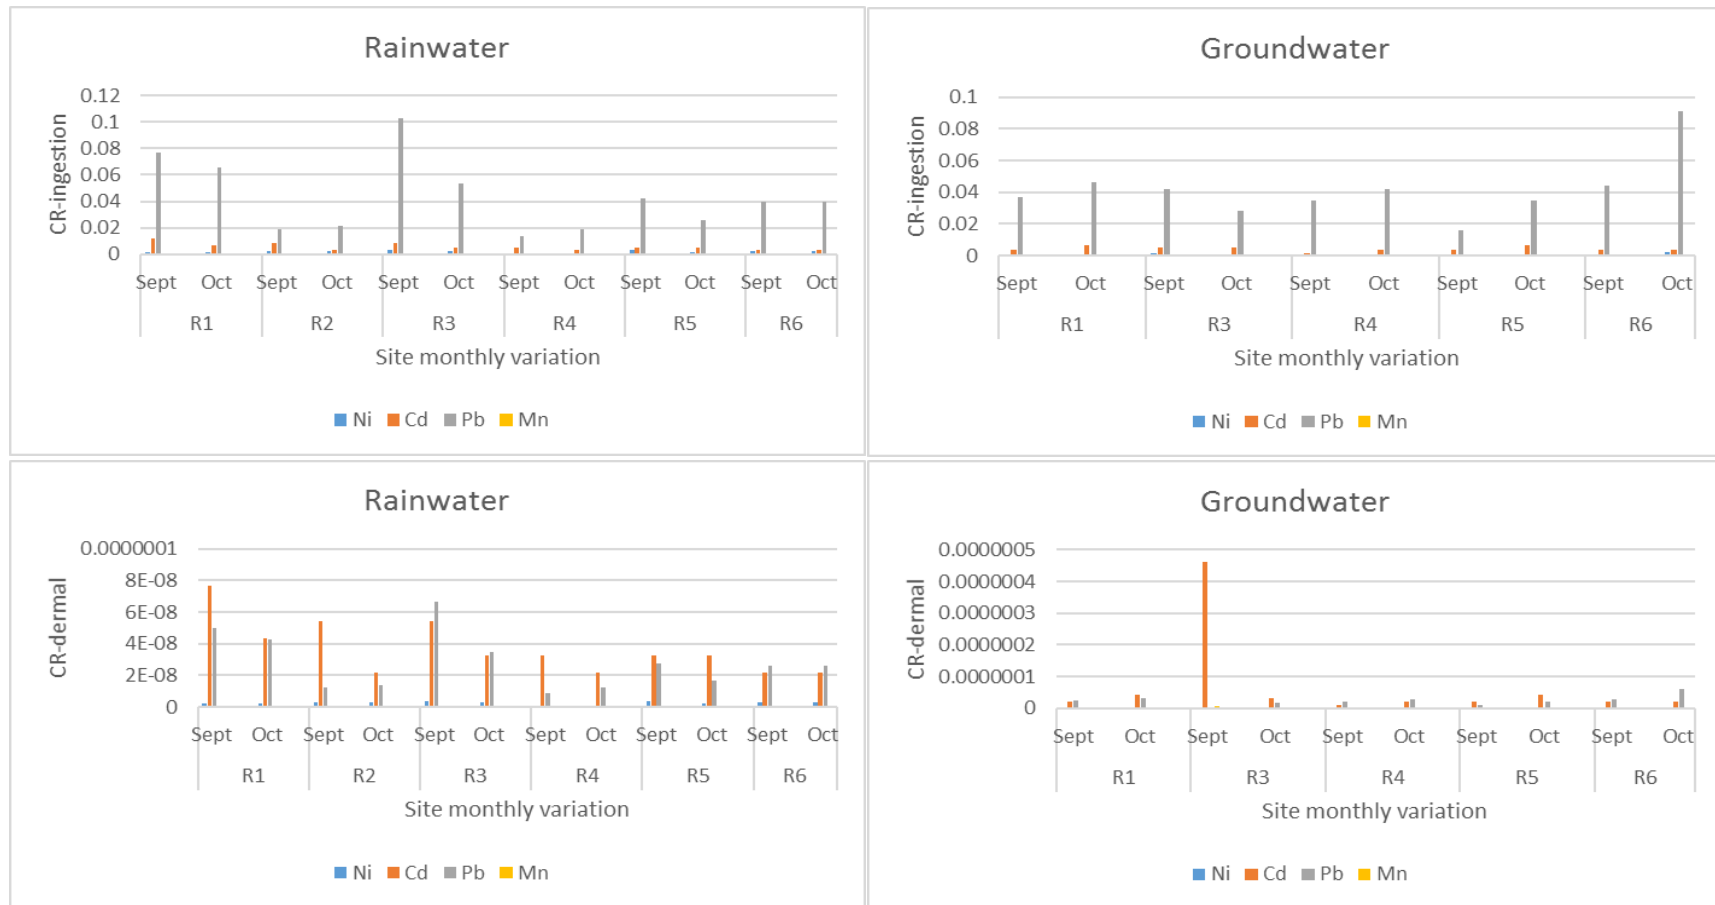 Rainwater
0.12
0.1
0.08
0.06
0.04
0.02
0
CR-ingestion
Sept Oct Sept Oct Sept Oct Sept Oct Sept Oct Sept Oct
R1 R2 R3 R4 R5 R6
Site monthly variation
Ni Cd Pb Mn
Groundwater
0.1
0.08
0.06
0.04
0.02
0
CR-ingestion
Sept Oct Sept Oct Sept Oct Sept Oct Sept Oct
R1 R3 R4 R5 R6
Site monthly variation
Ni Cd Pb Mn
Rainwater
0.0000001
8E-08
6E-08
4E-08
2E-08
0
CR-dermal
Sept Oct Sept Oct Sept Oct Sept Oct Sept Oct Sept Oct
R1 R2 R3 R4 R5 R6
Site monthly variation
Ni Cd Pb Mn
Groundwater
0.0000005
0.0000004
0.0000003
0.0000002
0.0000001
0
CR-dermal
Sept Oct Sept Oct Sept Oct Sept Oct Sept Oct
R1 R3 R4 R5 R6
Site monthly variation
Ni Cd Pb Mn